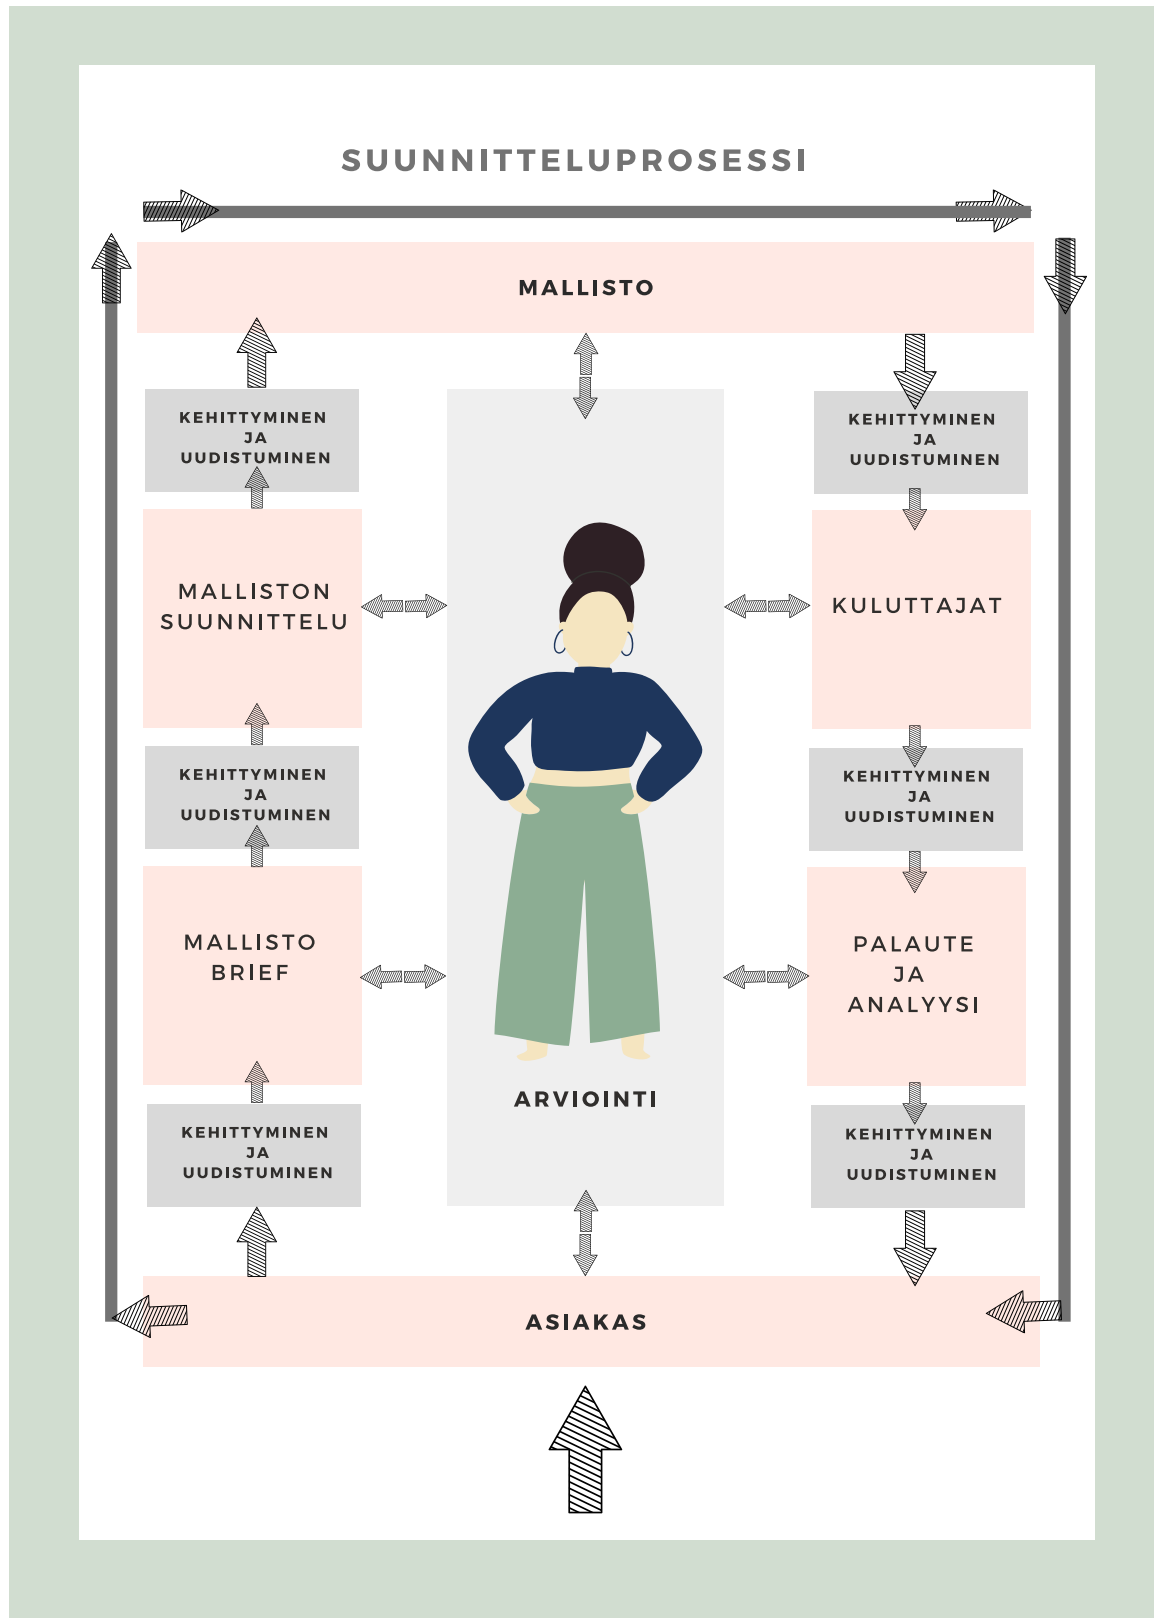 SUUNNITTELUPROSESSI
MALLISTO
KEHITTYMINEN
JA
UUDISTUMINEN
KEHITTYMINEN
JA
UUDISTUMINEN
MALLISTON
SUUNNITTELU
KULUTTAJAT
KEHITTYMINEN
JA
UUDISTUMINEN
KEHITTYMINEN
JA
UUDISTUMINEN
MALLISTO
BRIEF
PALAUTE
JA
ANALYYSI
ARVIOINTI
KEHITTYMINEN
JA
UUDISTUMINEN
KEHITTYMINEN
JA
UUDISTUMINEN
ASIAKAS